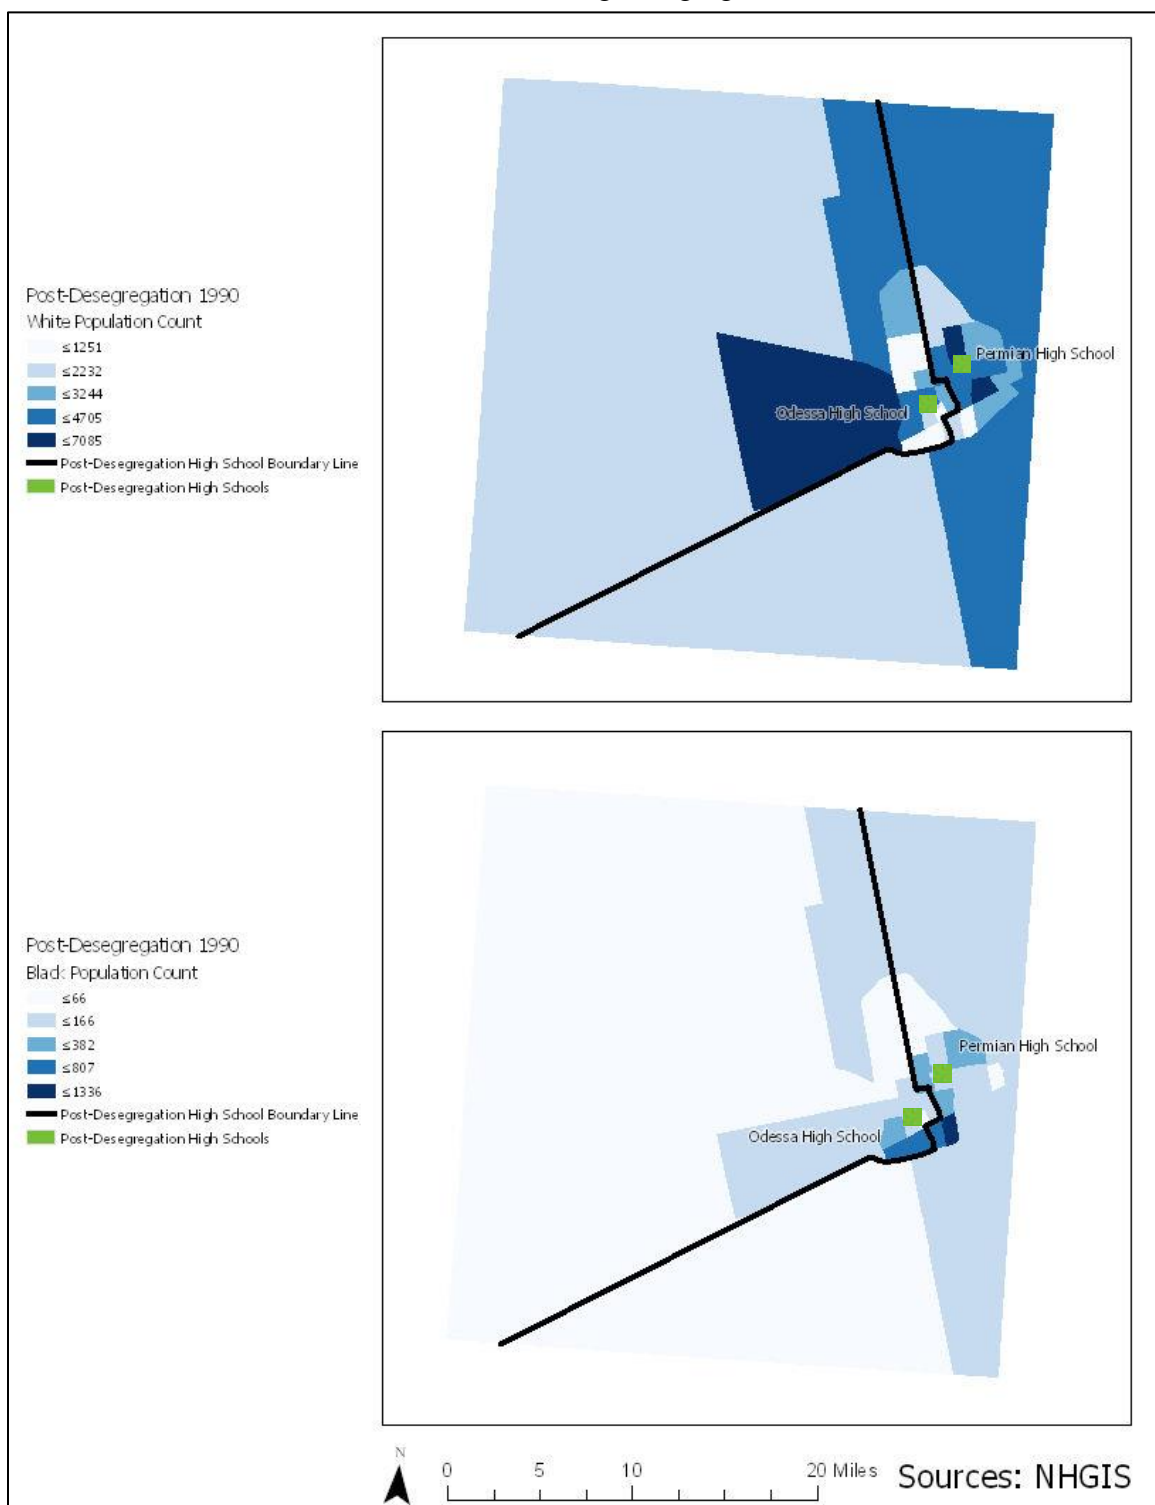 Post-Desegregation 1990
White Population Count
≤1251
≤2232
≤3244
≤4705
≤7085
Post-Desegregation High School Boundary Line
Post-Desegregation High Schools
Permian High School
Odessa High School
Post-Desegregation 1990
Black Population Count
≤66
≤166
≤382
≤807
≤1336
Post-Desegregation High School Boundary Line
Post-Desegregation High Schools
Permian High School
Odessa High School
N
0 5 10 20 Miles
Sources: NHGIS